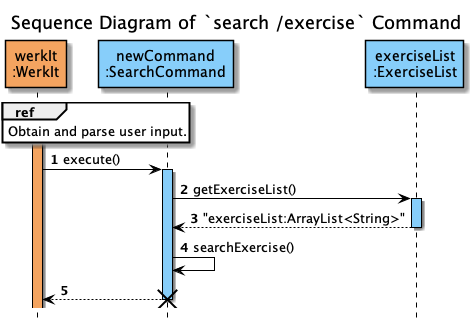 Sequence Diagram of `search /exercise` Command
werkIt
:WerkIt
newCommand
:SearchCommand
exerciseList
:ExerciseList
ref
Obtain and parse user input.
1 execute()
2 getExerciseList()
3 "exerciseList:ArrayList<String>"
4 searchExercise()
5